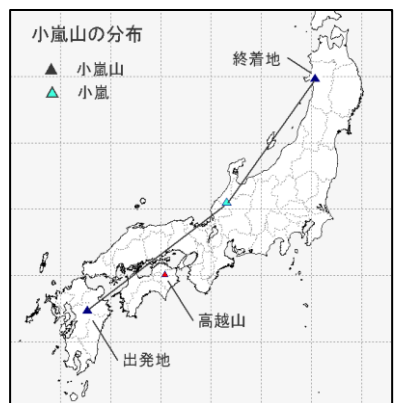 小嵐山の分布
小嵐山
小嵐
終着地
高越山
出発地